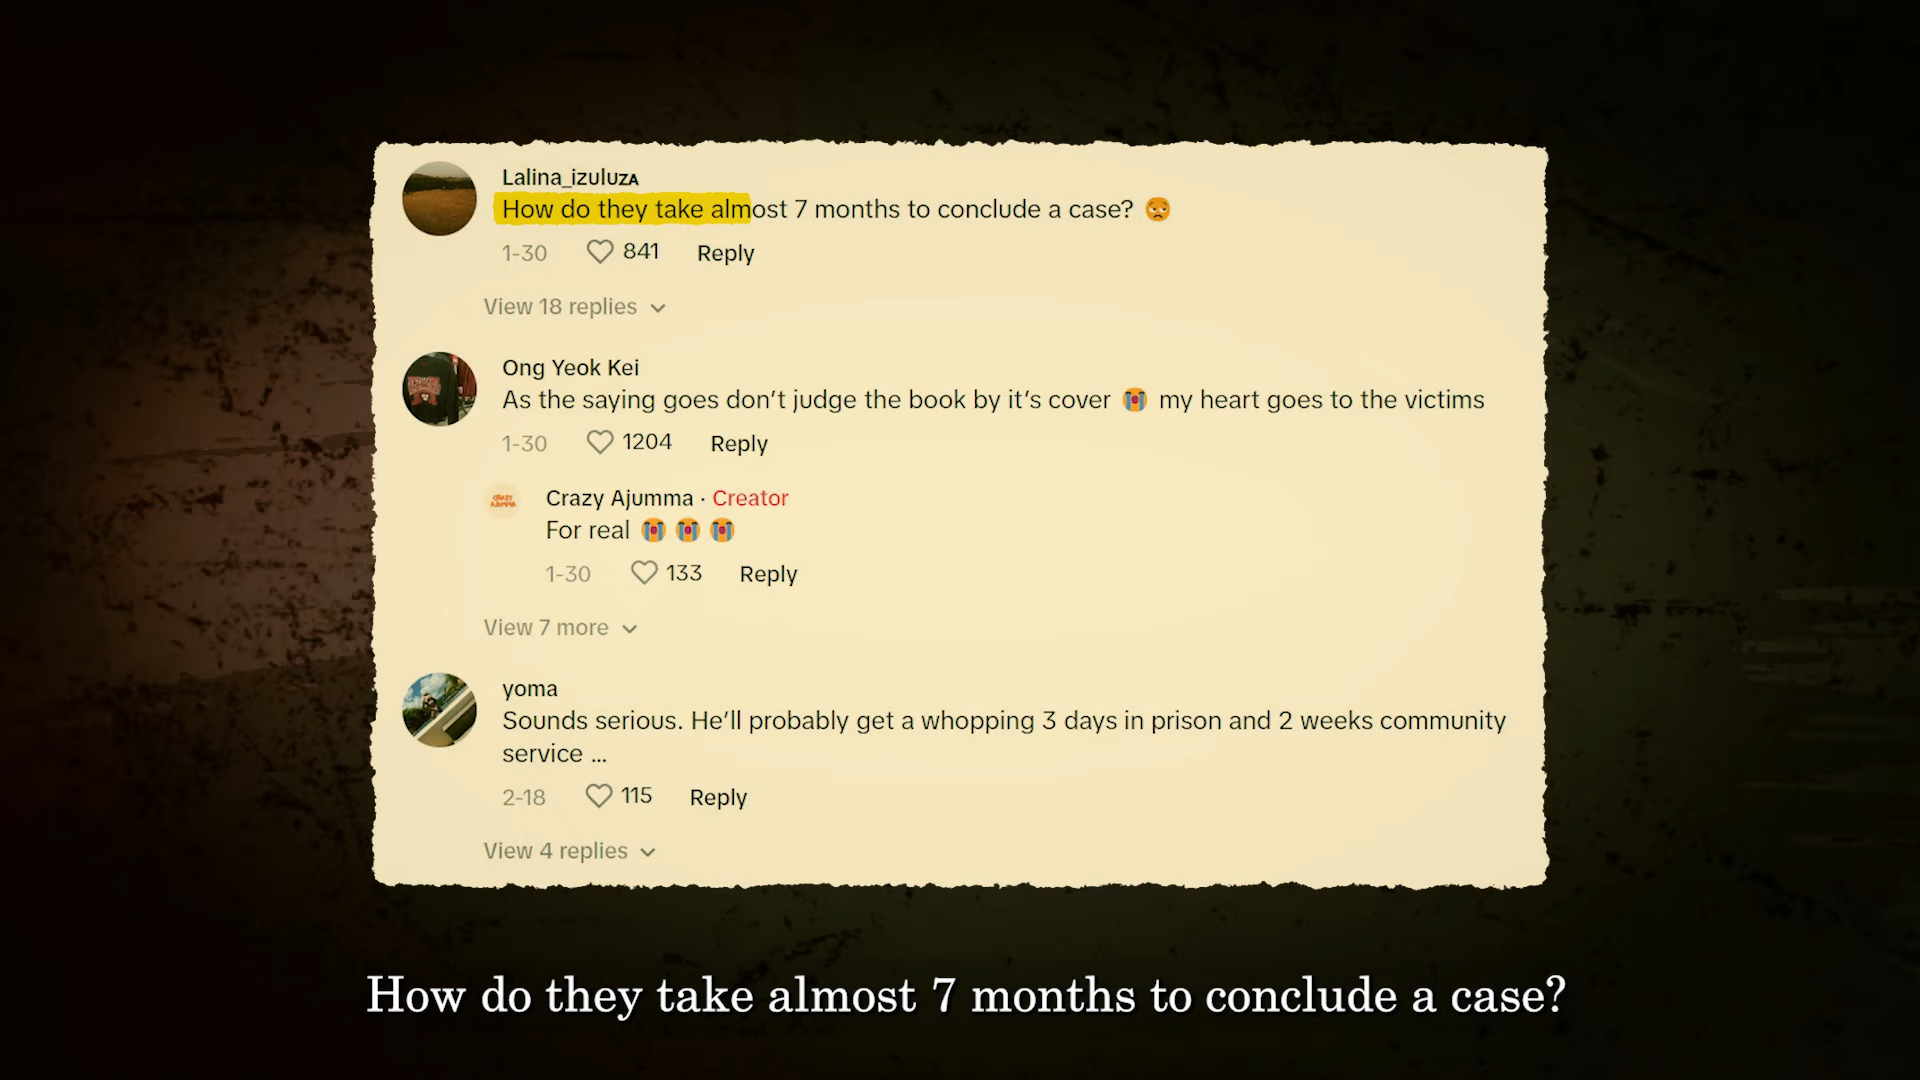 Lalina_izuluZA
How do they take almost 7 months to conclude a case? 😒
1-30 841 Reply
View 18 replies
Ong Yeok Kei
As the saying goes don't judge the book by it's cover 😭 my heart goes to the victims
1-30 1204 Reply
CRAZY
AJUMMA
Crazy Ajumma · Creator
For real 😭 😭 😭
1-30 133 Reply
View 7 more
yoma
Sounds serious. He'll probably get a whopping 3 days in prison and 2 weeks community
service ...
2-18 115 Reply
View 4 replies
How do they take almost 7 months to conclude a case?